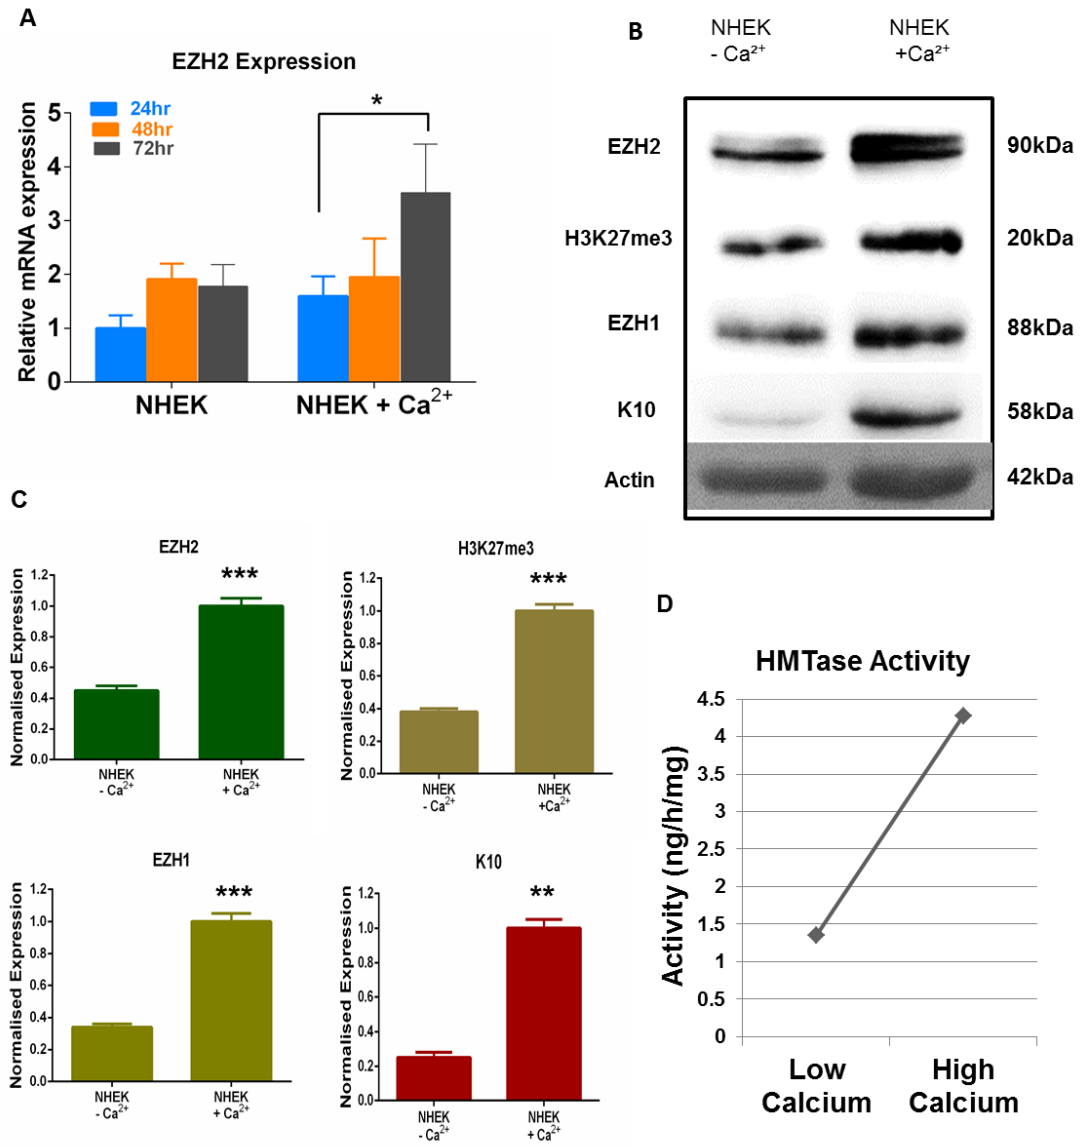 A
EZH2 Expression
24hr
48hr
72hr
*
Relative mRNA expression
5
4
3
2
1
0
NHEK
NHEK + Ca²⁺
B
NHEK
- Ca²⁺
NHEK
+Ca²⁺
EZH2
90kDa
H3K27me3
20kDa
EZH1
88kDa
K10
58kDa
Actin
42kDa
C
EZH2
***
Normalised Expression
1.2
1.0
0.8
0.6
0.4
0.2
0.0
NHEK
- Ca²⁺
NHEK
+ Ca²⁺
H3K27me3
***
Normalised Expression
1.2
1.0
0.8
0.6
0.4
0.2
0.0
NHEK
- Ca²⁺
NHEK
+Ca²⁺
EZH1
***
Normalised Expression
1.2
1.0
0.8
0.6
0.4
0.2
0.0
NHEK
- Ca²⁺
NHEK
+ Ca²⁺
K10
**
Normalised Expression
1.2
1.0
0.8
0.6
0.4
0.2
0.0
NHEK
- Ca²⁺
NHEK
+ Ca²⁺
D
HMTase Activity
Activity (ng/h/mg)
4.5
4
3.5
3
2.5
2
1.5
1
0.5
0
Low
Calcium
High
Calcium